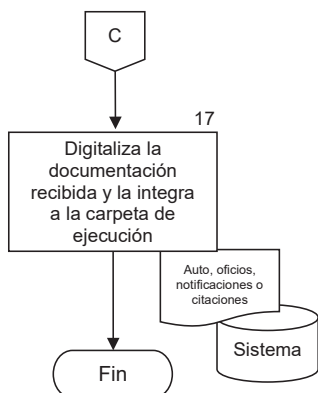 C
17
Digitaliza la
documentación
recibida y la integra
a la carpeta de
ejecución
Auto, oficios,
notificaciones o
citaciones
Sistema
Fin